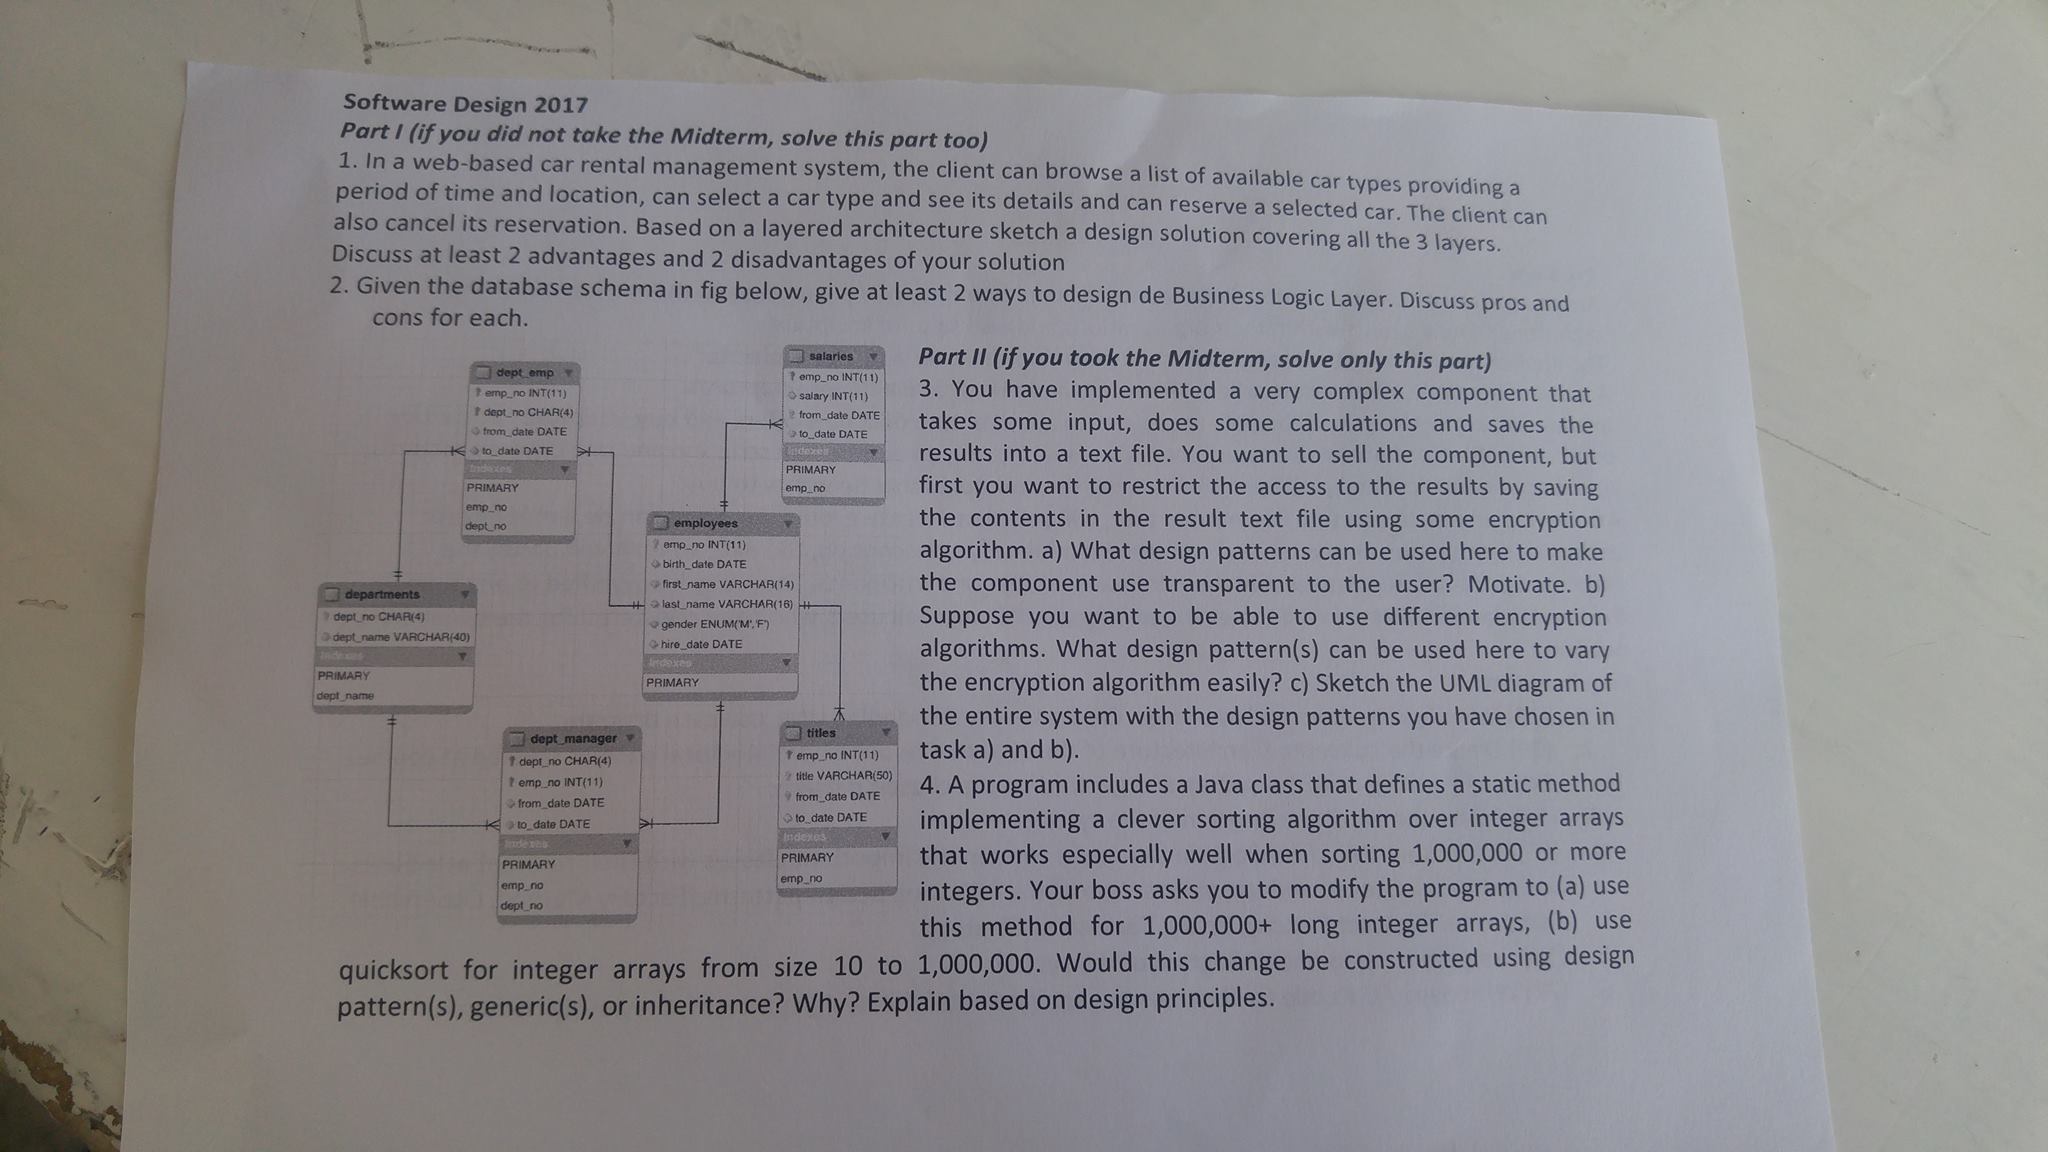 Software Design 2017
Part I (if you did not take the Midterm, solve this part too)
1. In a web-based car rental management system, the client can browse a list of available car types providing a
period of time and location, can select a car type and see its details and can reserve a selected car. The client can
also cancel its reservation. Based on a layered architecture sketch a design solution covering all the 3 layers.
Discuss at least 2 advantages and 2 disadvantages of your solution
2. Given the database schema in fig below, give at least 2 ways to design de Business Logic Layer. Discuss pros and
cons for each.
dept_emp
emp_no INT(11)
dept_no CHAR(4)
from_date DATE
to_date DATE
Indexes
PRIMARY
emp_no
dept_no
salaries
emp_no INT(11)
salary INT(11)
from_date DATE
to_date DATE
Indexes
PRIMARY
emp_no
employees
emp_no INT(11)
birth_date DATE
first_name VARCHAR(14)
last_name VARCHAR(16)
gender ENUM('M','F')
hire_date DATE
Indexes
PRIMARY
departments
dept_no CHAR(4)
dept_name VARCHAR(40)
Indexes
PRIMARY
dept_name
dept_manager
dept_no CHAR(4)
emp_no INT(11)
from_date DATE
to_date DATE
Indexes
PRIMARY
emp_no
dept_no
titles
emp_no INT(11)
title VARCHAR(50)
from_date DATE
to_date DATE
Indexes
PRIMARY
emp_no
Part II (if you took the Midterm, solve only this part)
3. You have implemented a very complex component that
takes some input, does some calculations and saves the
results into a text file. You want to sell the component, but
first you want to restrict the access to the results by saving
the contents in the result text file using some encryption
algorithm. a) What design patterns can be used here to make
the component use transparent to the user? Motivate. b)
Suppose you want to be able to use different encryption
algorithms. What design pattern(s) can be used here to vary
the encryption algorithm easily? c) Sketch the UML diagram of
the entire system with the design patterns you have chosen in
task a) and b).
4. A program includes a Java class that defines a static method
implementing a clever sorting algorithm over integer arrays
that works especially well when sorting 1,000,000 or more
integers. Your boss asks you to modify the program to (a) use
this method for 1,000,000+ long integer arrays, (b) use
quicksort for integer arrays from size 10 to 1,000,000. Would this change be constructed using design
pattern(s), generic(s), or inheritance? Why? Explain based on design principles.